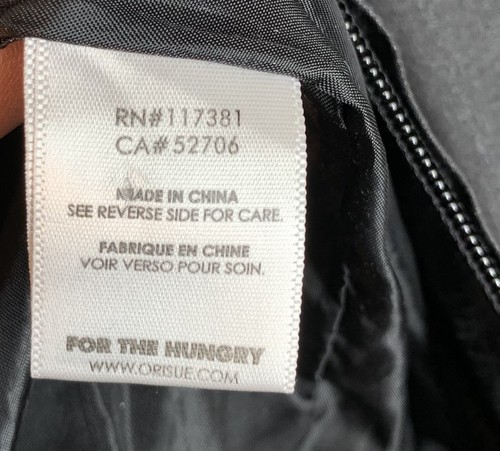 RN#117381
CA#52706
MADE IN CHINA
SEE REVERSE SIDE FOR CARE.
FABRIQUE EN CHINE
VOIR VERSO POUR SOIN.
FOR THE HUNGRY
WWW.ORISUE.COM